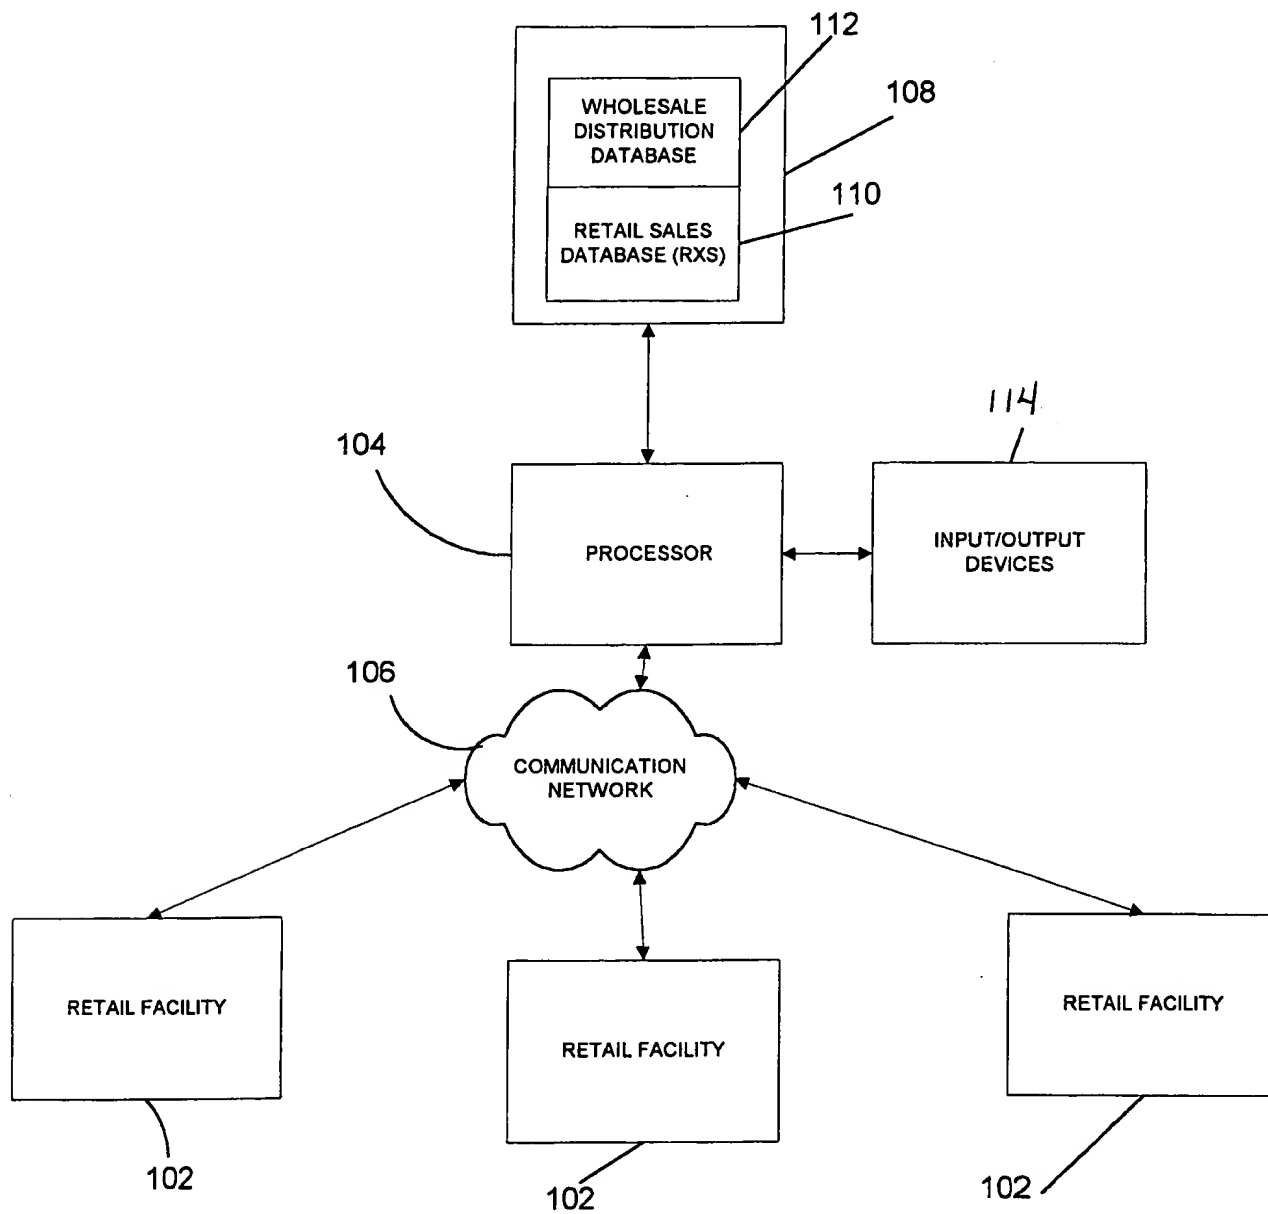 112
WHOLESALE
DISTRIBUTION
DATABASE
108
110
RETAIL SALES
DATABASE (RXS)
114
104
PROCESSOR
INPUT/OUTPUT
DEVICES
106
COMMUNICATION
NETWORK
RETAIL FACILITY
RETAIL FACILITY
RETAIL FACILITY
102
102
102